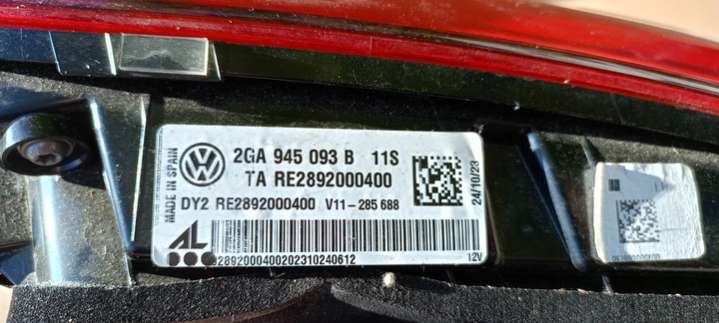 MADE IN SPAIN
2GA 945 093 B 11S
TA RE2892000400
DY2 RE2892000400 V11-285 688
24/10/23
AL
2892000400202310240612
12V